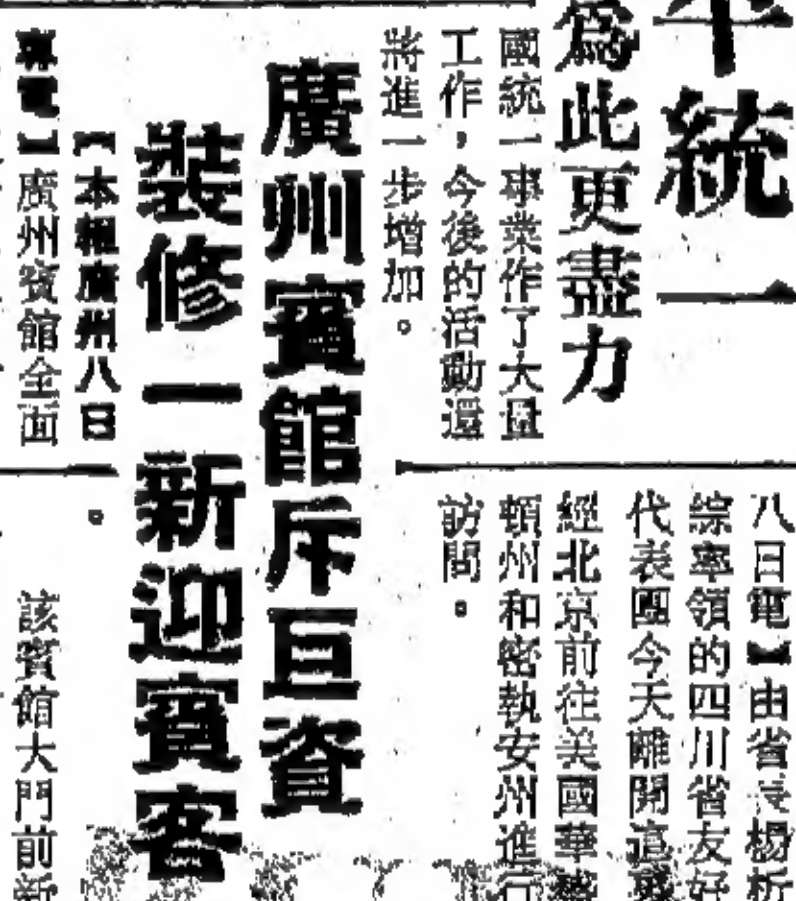 平統一
為此更盡力
國統一事業作了大量
工作，今後的活動還
將進一步增加。
八日電】由省長楊析
綜率領的四川省友好
代表團今天離開這裏
經北京前往美國華盛
頓州和密執安州進行
訪問。
廣州賓館斥巨資
裝修一新迎賓客
【本報廣州八日
專電】廣州賓館全面
。
該賓館大門前新